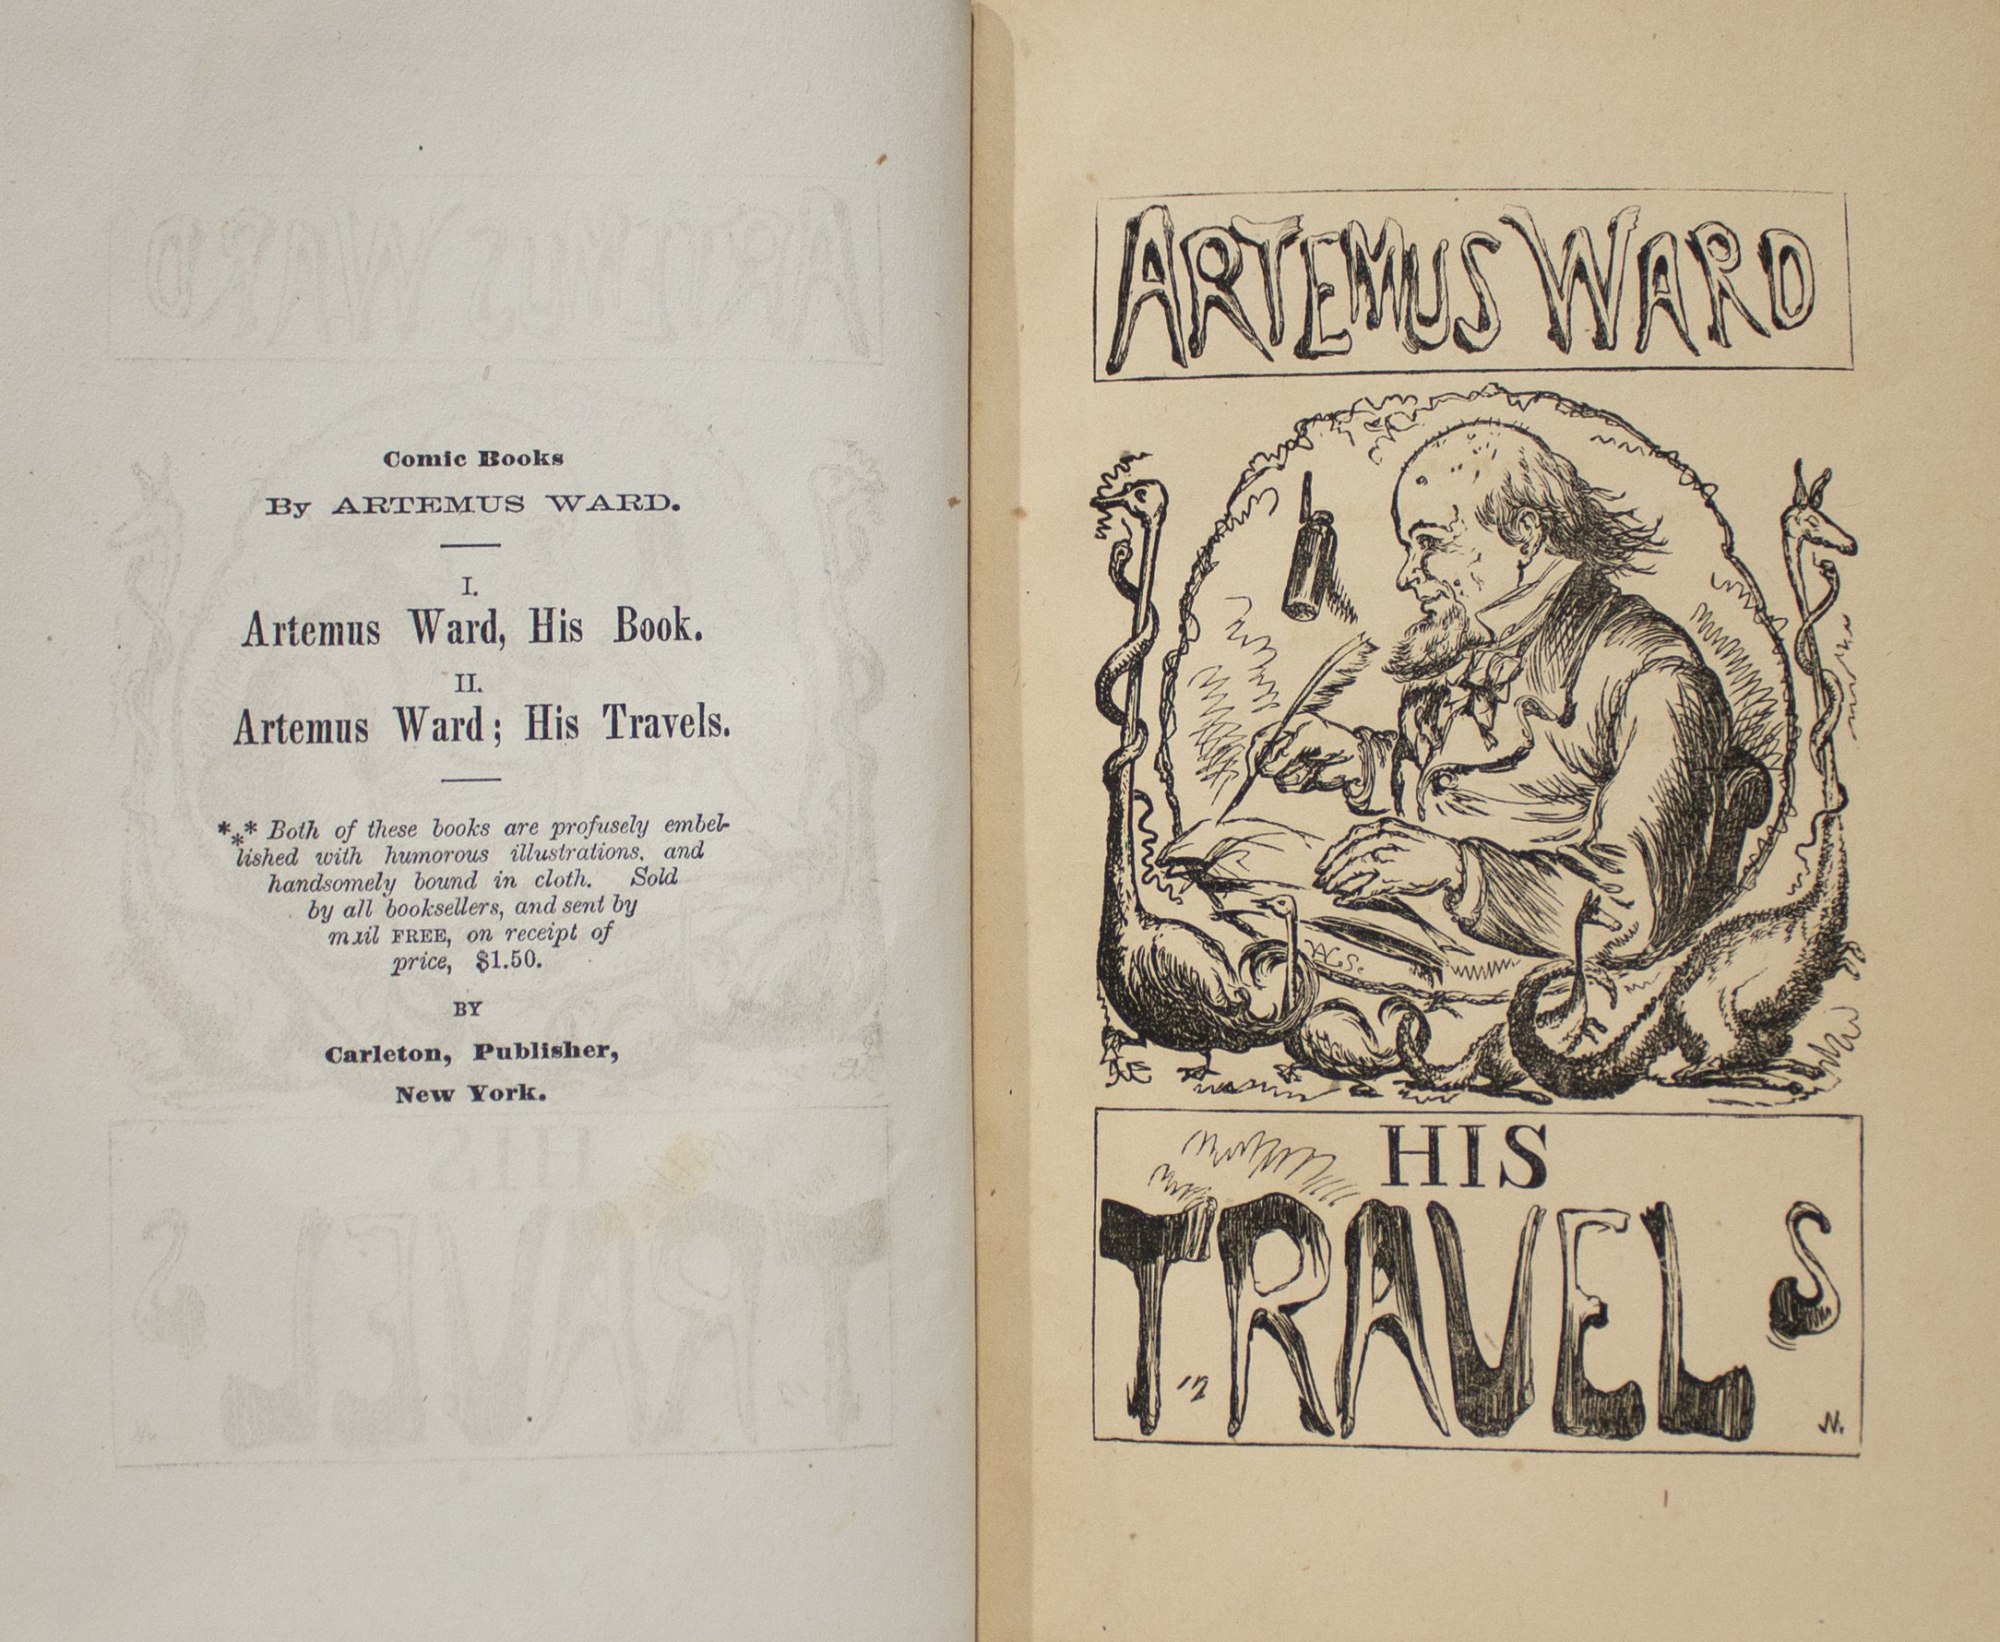 Comic Books
By ARTEMUS WARD.
I.
Artemus Ward, His Book.
II.
Artemus Ward; His Travels.
*** Both of these books are profusely embel-
lished with humorous illustrations, and
handsomely bound in cloth. Sold
by all booksellers, and sent by
mail FREE, on receipt of
price, $1.50.
BY
Carleton, Publisher,
New York.
ARTEMUS WARD
HIS
TRAVELS
N.